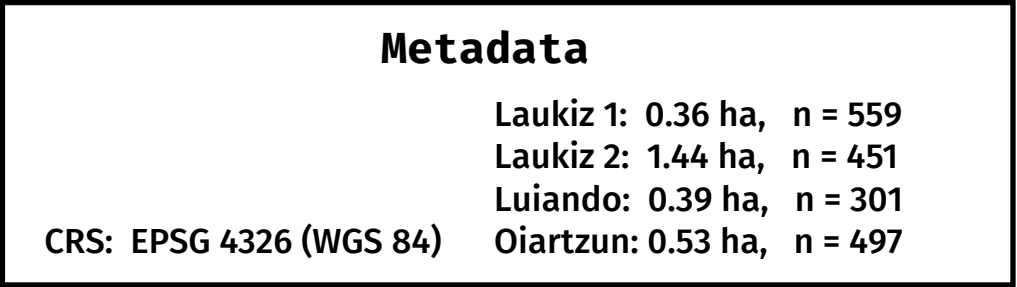 Metadata
Laukiz 1: 0.36 ha, n = 559
Laukiz 2: 1.44 ha, n = 451
Luiando: 0.39 ha, n = 301
CRS: EPSG 4326 (WGS 84) Oiartzun: 0.53 ha, n = 497